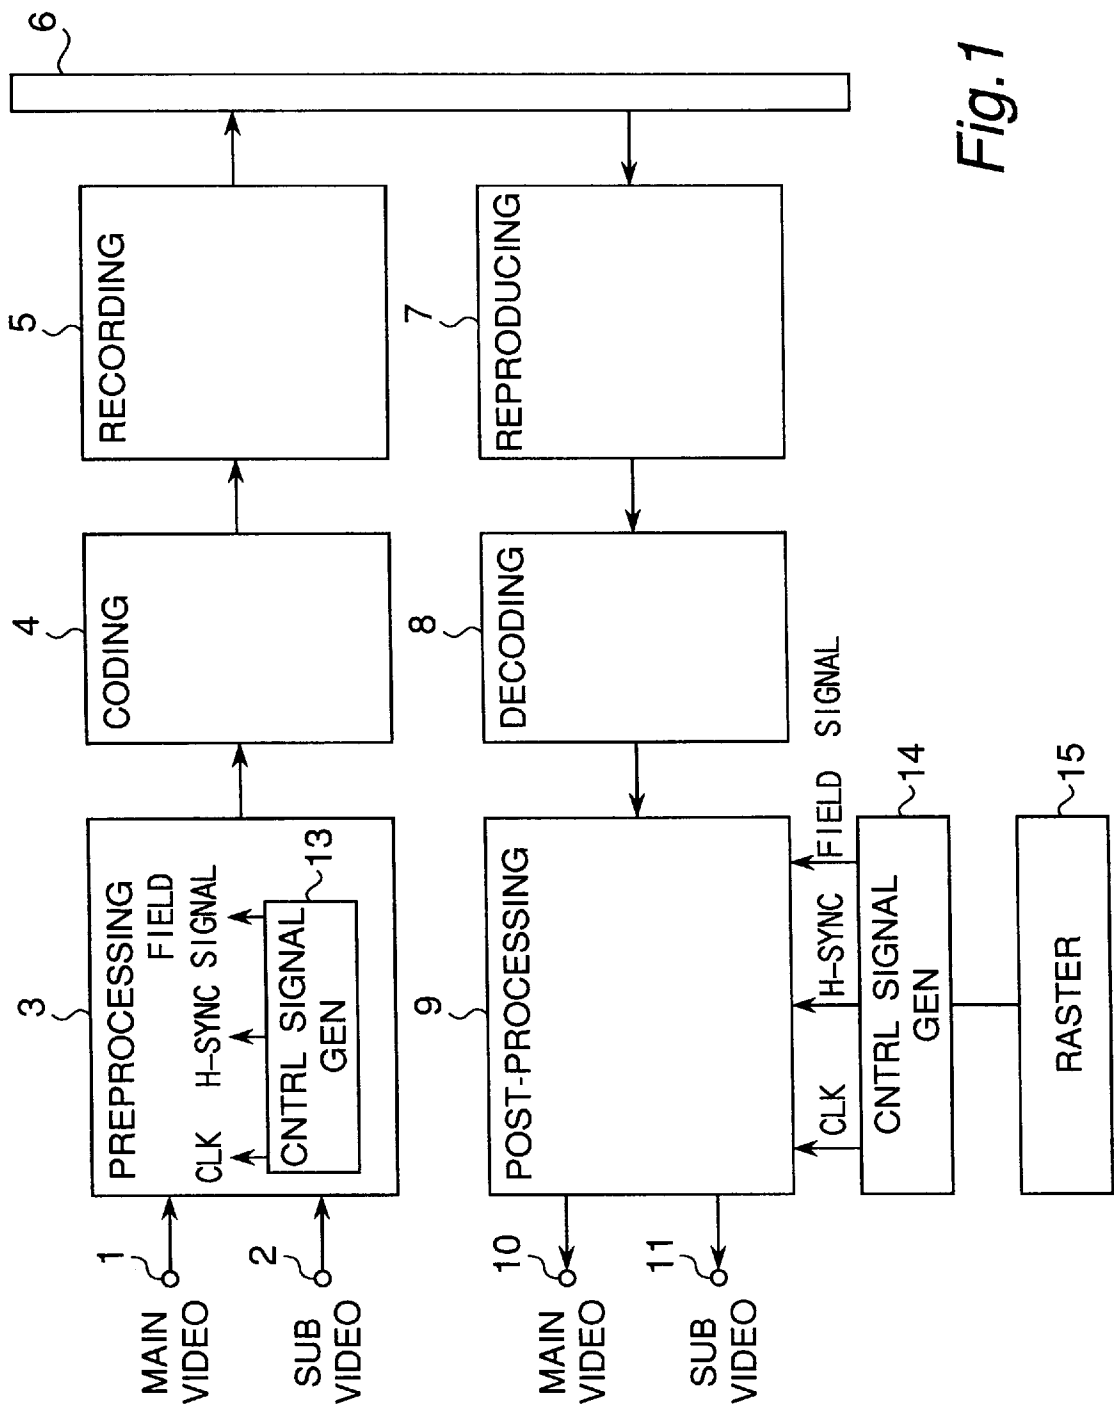 1
MAIN
VIDEO
2
SUB
VIDEO
3
PREPROCESSING
FIELD
CLK H-SYNC SIGNAL
13
CNTRL SIGNAL
GEN
4
CODING
5
RECORDING
6
7
REPRODUCING
8
DECODING
9
POST-PROCESSING
10
MAIN
VIDEO
11
SUB
VIDEO
CLK H-SYNC FIELD SIGNAL
14
CNTRL SIGNAL
GEN
15
RASTER
Fig.1